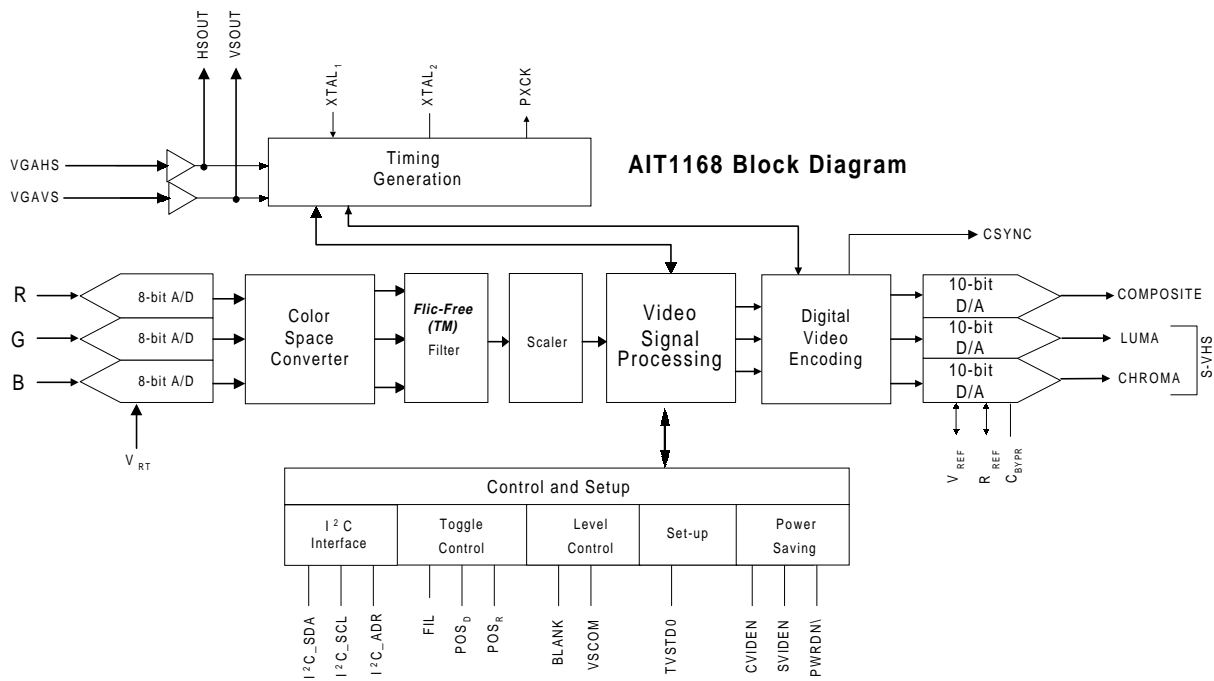 HSOUT
VSOUT
XTAL1
XTAL2
PXCK
VGAHS
VGAVS
Timing
Generation
AIT1168 Block Diagram
CSYNC
R
G
B
8-bit A/D
8-bit A/D
8-bit A/D
VRT
Color
Space
Converter
Flic-Free
(TM)
Filter
Scaler
Video
Signal
Processing
Digital
Video
Encoding
10-bit
D/A
10-bit
D/A
10-bit
D/A
COMPOSITE
LUMA
CHROMA
S-VHS
VREF
RREF
CBYPR
Control and Setup
I²C
Interface
Toggle
Control
Level
Control
Set-up
Power
Saving
I²C_SDA
I²C_SCL
I²C_ADR
FIL
POSD
POSR
BLANK
VSCOM
TVSTD0
CVIDEN
SVIDEN
PWRDN\